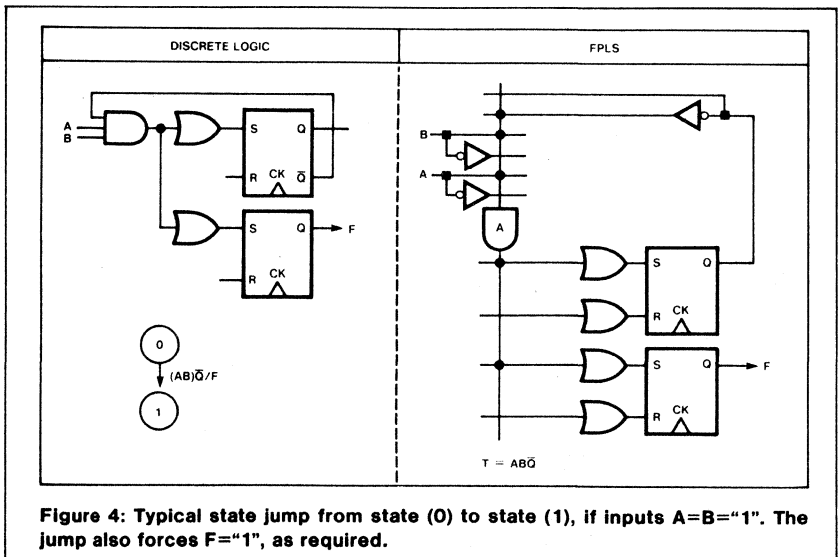 DISCRETE LOGIC
FPLS
A
B
S Q
R CK Q̅
S Q F
R CK
0
(AB)Q̅/F
1
B
A
A
S Q
R CK
S Q F
R CK
T = ABQ̅
Figure 4: Typical state jump from state (0) to state (1), if inputs A=B="1". The
jump also forces F="1", as required.